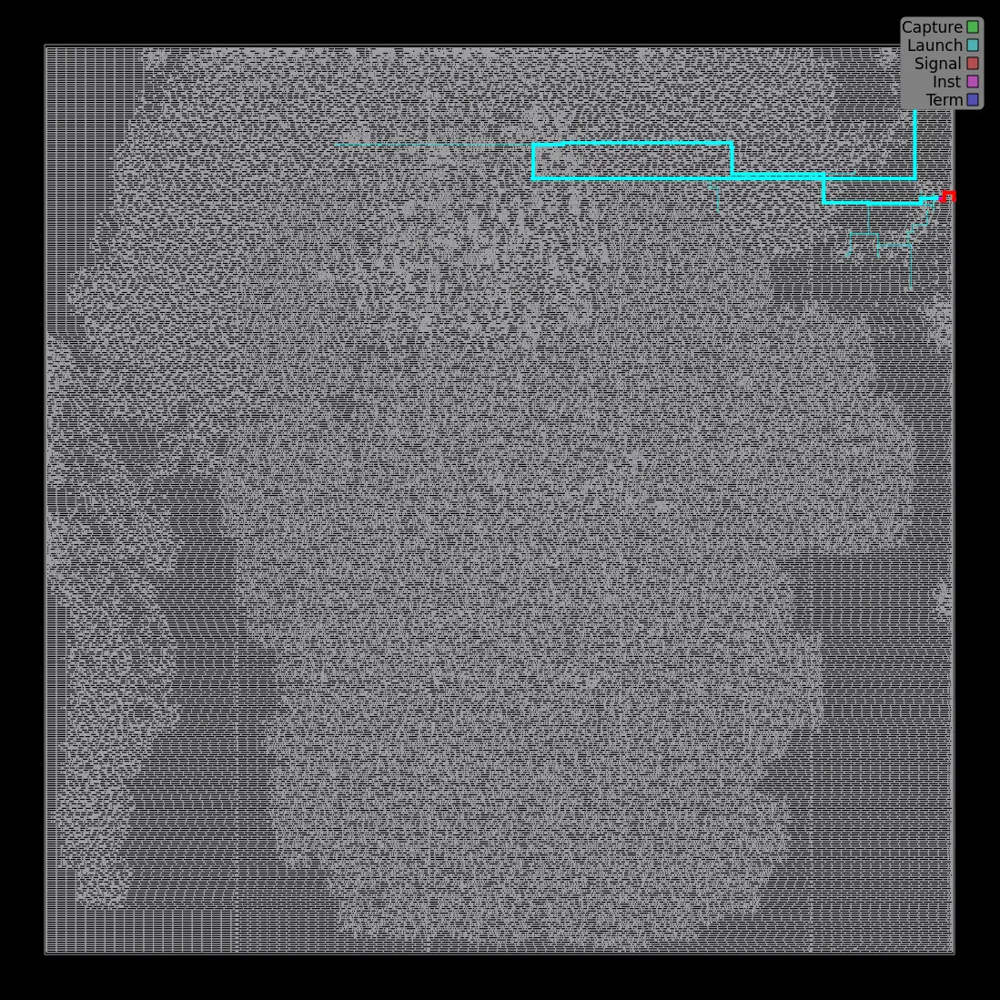 Capture
Launch
Signal
Inst
Term